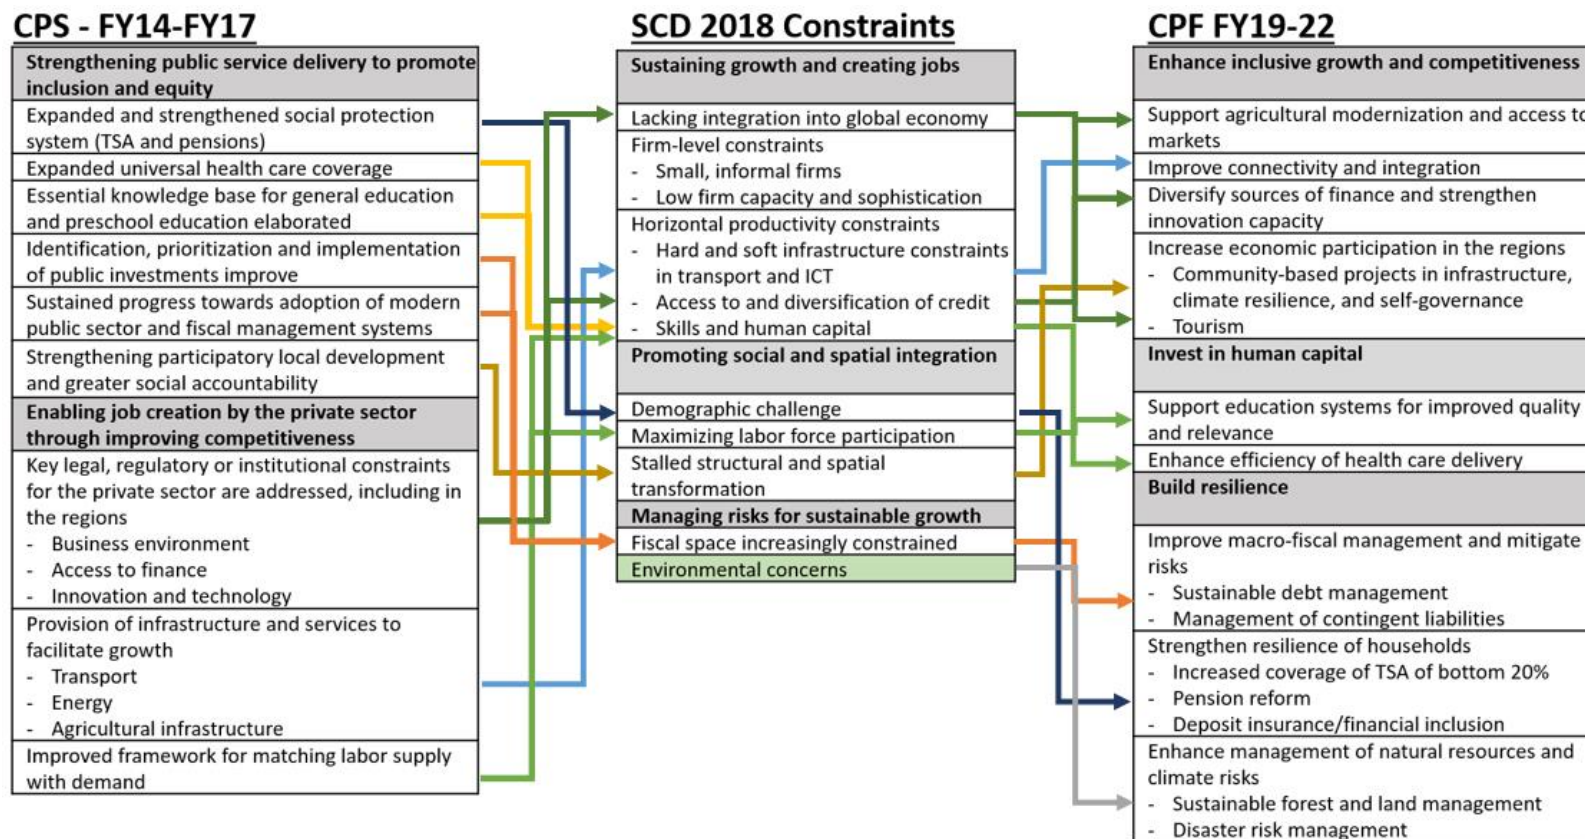 CPS - FY14-FY17
Strengthening public service delivery to promote
inclusion and equity
Expanded and strengthened social protection
system (TSA and pensions)
Expanded universal health care coverage
Essential knowledge base for general education
and preschool education elaborated
Identification, prioritization and implementation
of public investments improve
Sustained progress towards adoption of modern
public sector and fiscal management systems
Strengthening participatory local development
and greater social accountability
Enabling job creation by the private sector
through improving competitiveness
Key legal, regulatory or institutional constraints
for the private sector are addressed, including in
the regions
- Business environment
- Access to finance
- Innovation and technology
Provision of infrastructure and services to
facilitate growth
- Transport
- Energy
- Agricultural infrastructure
Improved framework for matching labor supply
with demand
SCD 2018 Constraints
Sustaining growth and creating jobs
Lacking integration into global economy
Firm-level constraints
- Small, informal firms
- Low firm capacity and sophistication
Horizontal productivity constraints
- Hard and soft infrastructure constraints
in transport and ICT
- Access to and diversification of credit
- Skills and human capital
Promoting social and spatial integration
Demographic challenge
Maximizing labor force participation
Stalled structural and spatial
transformation
Managing risks for sustainable growth
Fiscal space increasingly constrained
Environmental concerns
CPF FY19-22
Enhance inclusive growth and competitiveness
Support agricultural modernization and access to
markets
Improve connectivity and integration
Diversify sources of finance and strengthen
innovation capacity
Increase economic participation in the regions
- Community-based projects in infrastructure,
climate resilience, and self-governance
- Tourism
Invest in human capital
Support education systems for improved quality
and relevance
Enhance efficiency of health care delivery
Build resilience
Improve macro-fiscal management and mitigate
risks
- Sustainable debt management
- Management of contingent liabilities
Strengthen resilience of households
- Increased coverage of TSA of bottom 20%
- Pension reform
- Deposit insurance/financial inclusion
Enhance management of natural resources and
climate risks
- Sustainable forest and land management
- Disaster risk management